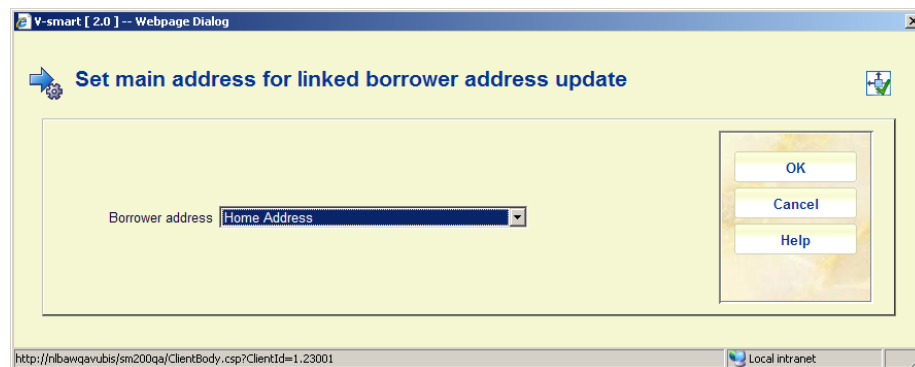 V-smart [ 2.0 ] -- Webpage Dialog
Set main address for linked borrower address update
Borrower address Home Address
OK
Cancel
Help
http://nlbawqavubis/sm200qa/ClientBody.csp?ClientId=1.23001
Local intranet